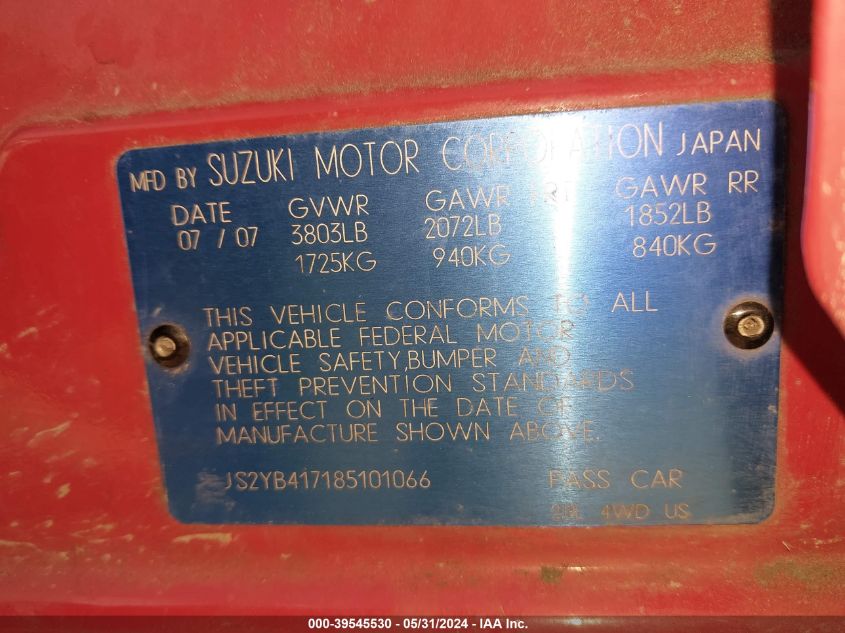 MFD BY SUZUKI MOTOR CORPORATION JAPAN
DATE GVWR GAWR FRT GAWR RR
07 / 07 3803LB 2072LB 1852LB
1725KG 940KG 840KG
THIS VEHICLE CONFORMS TO ALL
APPLICABLE FEDERAL MOTOR
VEHICLE SAFETY,BUMPER AND
THEFT PREVENTION STANDARDS
IN EFFECT ON THE DATE OF
MANUFACTURE SHOWN ABOVE.
JS2YB417185101066 PASS CAR
4WD US
000-39545530 - 05/31/2024 - IAA Inc.